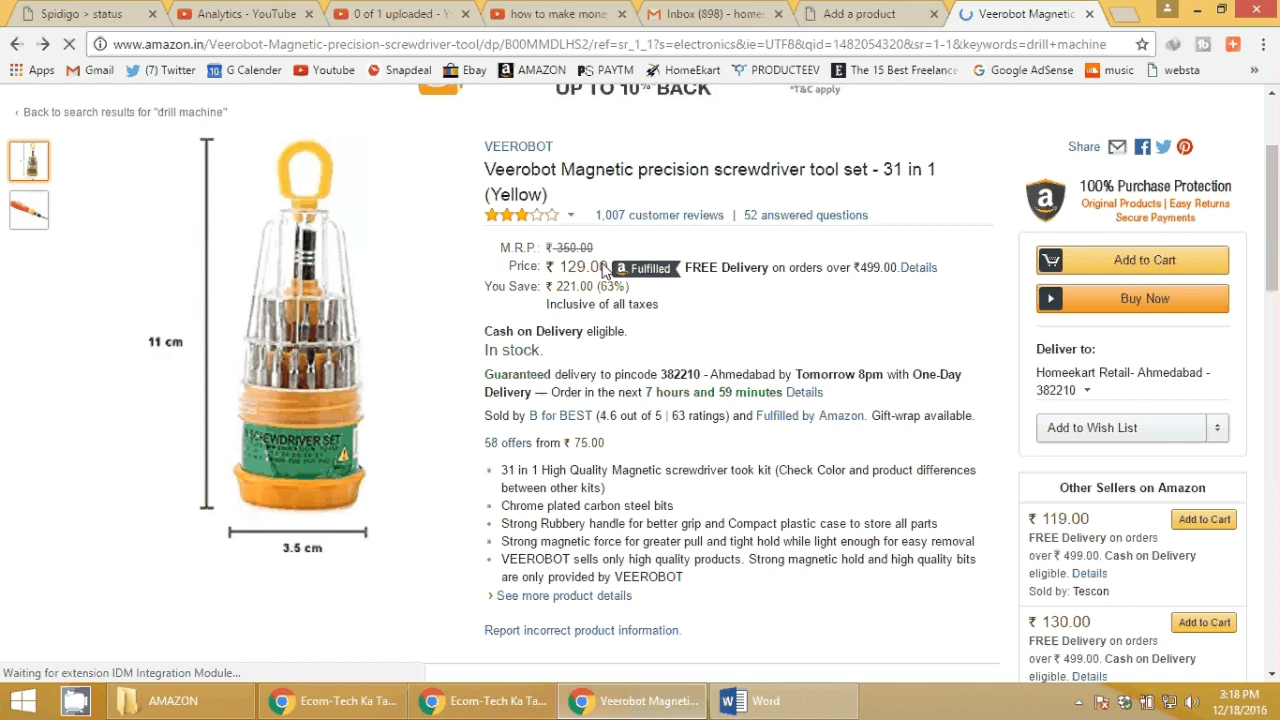 Spidigo > status
Analytics - YouTube
0 of 1 uploaded - Y
how to make mone
Inbox (898) - home
Add a product
Veerobot Magnetic
www.amazon.in/Veerobot-Magnetic-precision-screwdriver-tool/dp/B00MMDLHS2/ref=sr_1_1?s=electronics&ie=UTF8&qid=1482054320&sr=1-1&keywords=drill+machine
Apps Gmail (7) Twitter G Calender Youtube Snapdeal Ebay AMAZON PAYTM HomeEkart PRODUCTEEV The 15 Best Freelance Google AdSense music websta
UP TO 10% BACK
*T&C apply
‹ Back to search results for "drill machine"
11 cm
3.5 cm
SCREWDRIVER SET
VEEROBOT
Veerobot Magnetic precision screwdriver tool set - 31 in 1
(Yellow)
1,007 customer reviews | 52 answered questions
M.R.P.: ₹ 350.00
Price: ₹ 129.00 Fulfilled FREE Delivery on orders over ₹499.00.Details
You Save: ₹ 221.00 (63%)
Inclusive of all taxes
Cash on Delivery eligible.
In stock.
Guaranteed delivery to pincode 382210 - Ahmedabad by Tomorrow 8pm with One-Day
Delivery — Order in the next 7 hours and 59 minutes Details
Sold by B for BEST (4.6 out of 5 | 63 ratings) and Fulfilled by Amazon. Gift-wrap available.
58 offers from ₹ 75.00
31 in 1 High Quality Magnetic screwdriver took kit (Check Color and product differences
between other kits)
Chrome plated carbon steel bits
Strong Rubbery handle for better grip and Compact plastic case to store all parts
Strong magnetic force for greater pull and tight hold while light enough for easy removal
VEEROBOT sells only high quality products. Strong magnetic hold and high quality bits
are only provided by VEEROBOT
› See more product details
Report incorrect product information.
Share
100% Purchase Protection
Original Products | Easy Returns
Secure Payments
Add to Cart
Buy Now
Deliver to:
Homeekart Retail- Ahmedabad -
382210
Add to Wish List
Other Sellers on Amazon
₹ 119.00 Add to Cart
FREE Delivery on orders
over ₹ 499.00. Cash on Delivery
eligible. Details
Sold by: Tescon
₹ 130.00 Add to Cart
FREE Delivery on orders
over ₹ 499.00. Cash on Delivery
eligible. Details
Waiting for extension IDM Integration Module...
AMAZON
Ecom-Tech Ka Ta...
Ecom-Tech Ka Ta...
Veerobot Magneti...
Word
3:18 PM
12/18/2016